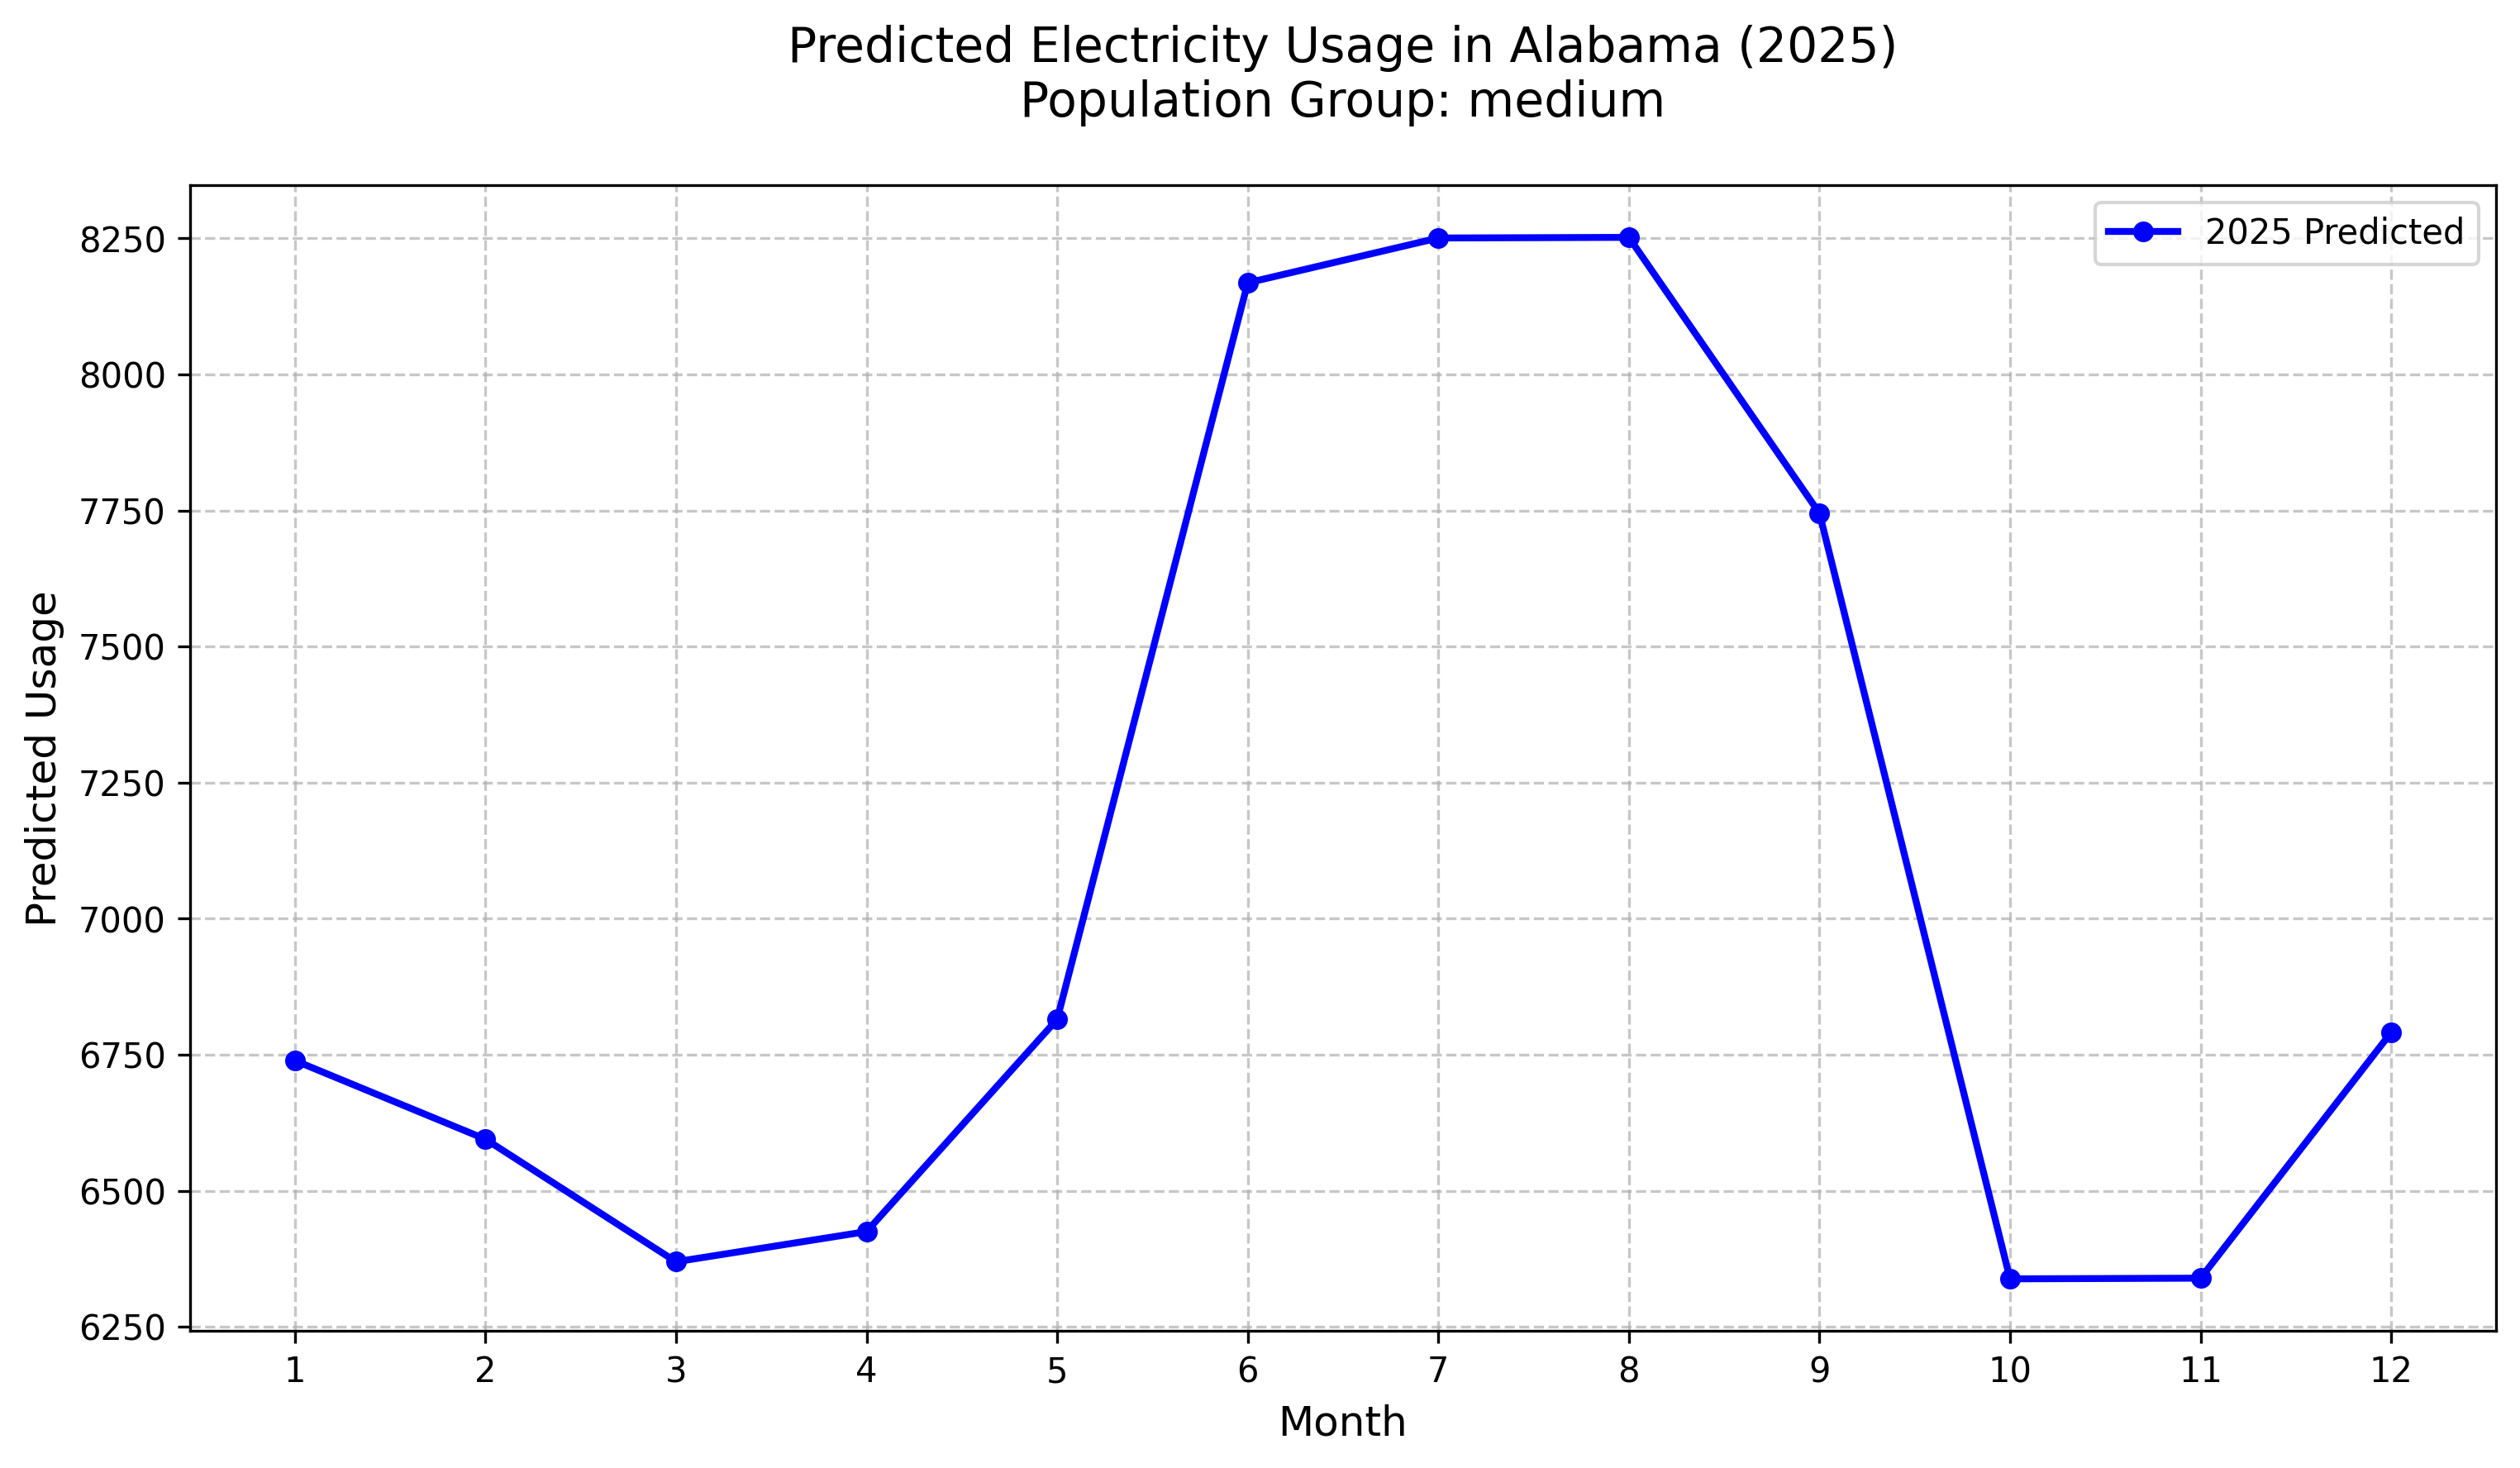 Predicted Electricity Usage in Alabama (2025)
Population Group: medium
2025 Predicted
Predicted Usage
8250
8000
7750
7500
7250
7000
6750
6500
6250
1 2 3 4 5 6 7 8 9 10 11 12
Month